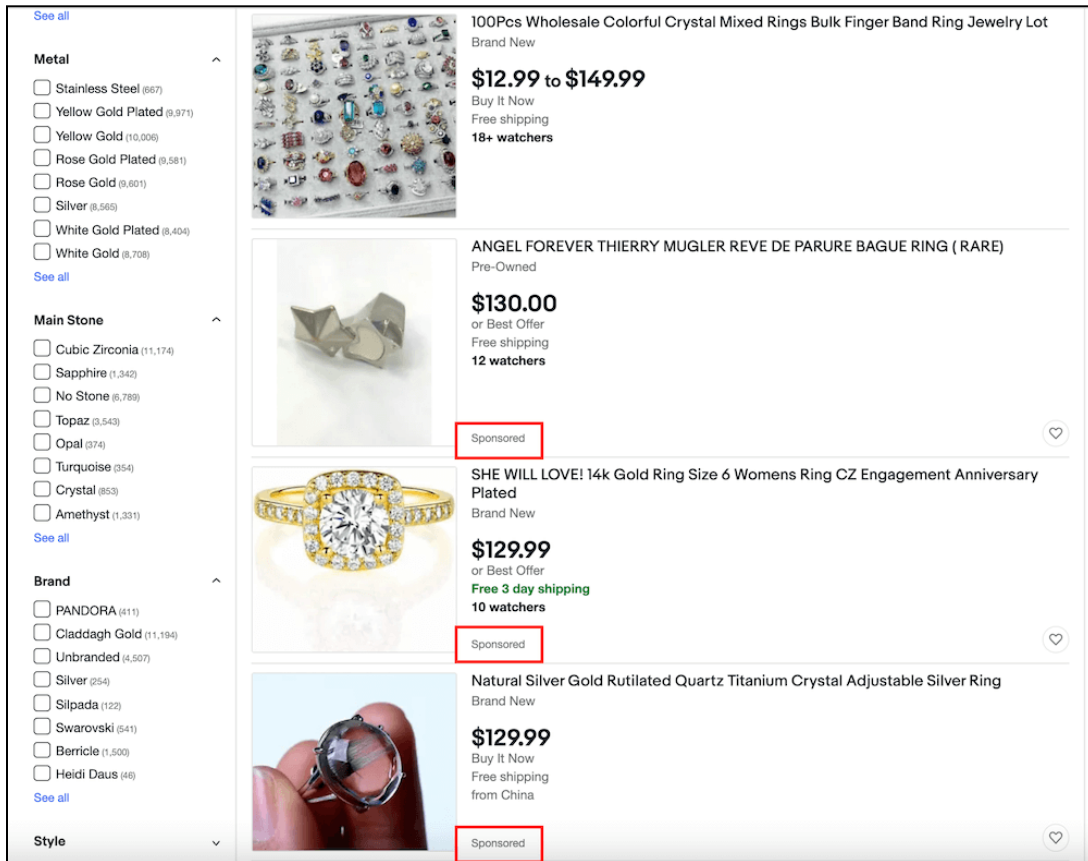 See all
Metal
Stainless Steel (667)
Yellow Gold Plated (9,971)
Yellow Gold (10,006)
Rose Gold Plated (9,581)
Rose Gold (9,601)
Silver (8,565)
White Gold Plated (8,404)
White Gold (8,708)
See all
Main Stone
Cubic Zirconia (11,174)
Sapphire (1,342)
No Stone (6,789)
Topaz (3,543)
Opal (374)
Turquoise (354)
Crystal (853)
Amethyst (1,331)
See all
Brand
PANDORA (411)
Claddagh Gold (11,194)
Unbranded (4,507)
Silver (254)
Silpada (122)
Swarovski (541)
Berricle (1,500)
Heidi Daus (46)
See all
Style
100Pcs Wholesale Colorful Crystal Mixed Rings Bulk Finger Band Ring Jewelry Lot
Brand New
$12.99 to $149.99
Buy It Now
Free shipping
18+ watchers
ANGEL FOREVER THIERRY MUGLER REVE DE PARURE BAGUE RING ( RARE)
Pre-Owned
$130.00
or Best Offer
Free shipping
12 watchers
Sponsored
SHE WILL LOVE! 14k Gold Ring Size 6 Womens Ring CZ Engagement Anniversary
Plated
Brand New
$129.99
or Best Offer
Free 3 day shipping
10 watchers
Sponsored
Natural Silver Gold Rutilated Quartz Titanium Crystal Adjustable Silver Ring
Brand New
$129.99
Buy It Now
Free shipping
from China
Sponsored